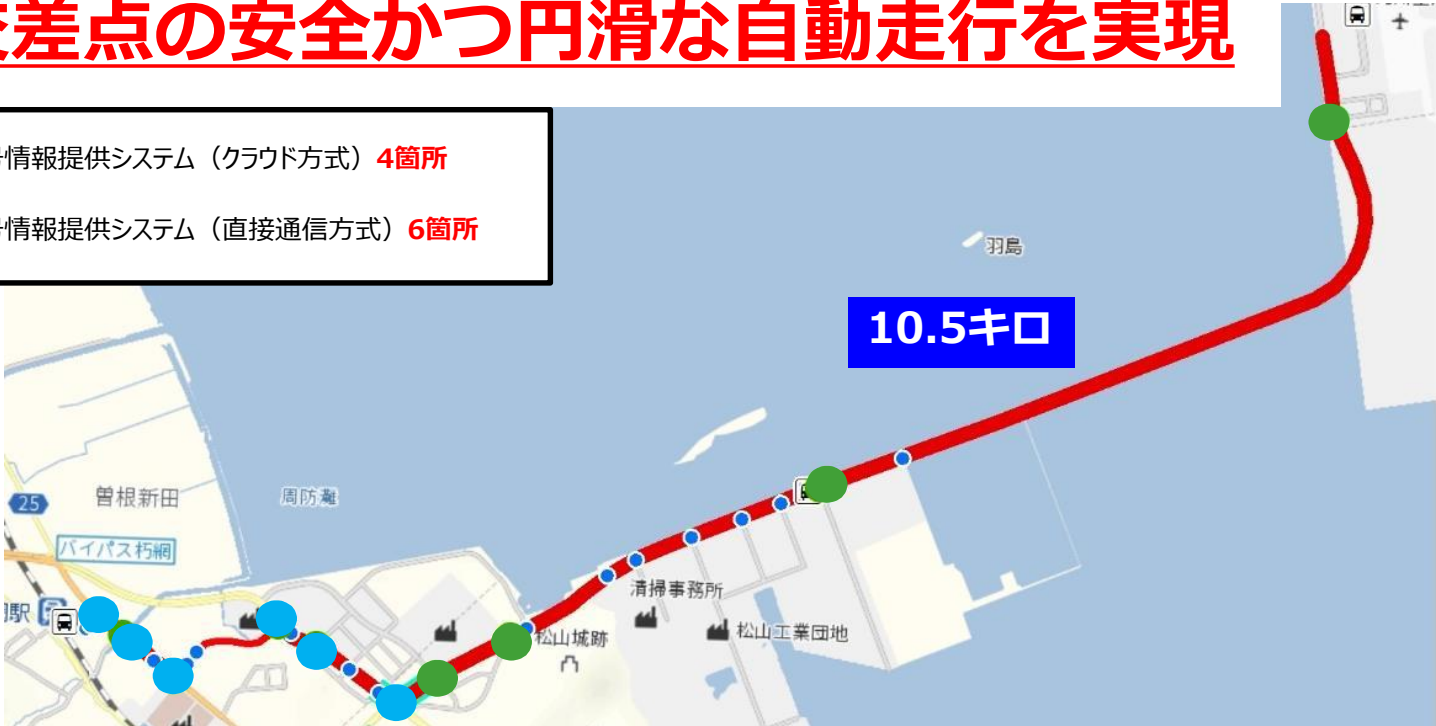 差点の安全かつ円滑な自動走行を実現
情報提供システム（クラウド方式）4箇所
情報提供システム（直接通信方式）6箇所
羽島
10.5キロ
25
曽根新田
周防灘
バイパス朽網
駅
清掃事務所
松山城跡
松山工業団地